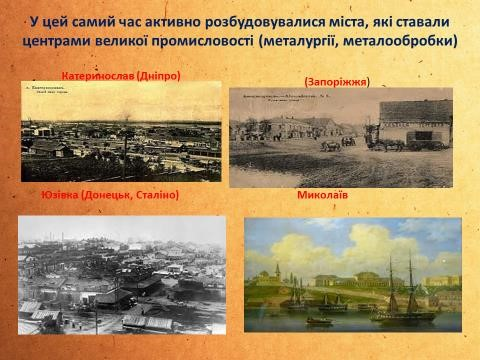 У цей самий час активно розбудовувалися міста, які ставали
центрами великої промисловості (металургії, металообробки)
Катеринослав (Дніпро)
(Запоріжжя)
Юзівка (Донецьк, Сталіно)
Миколаїв